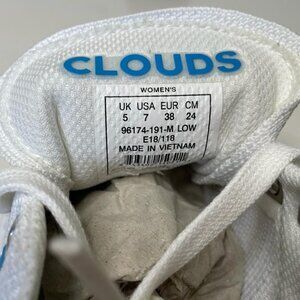 CLOUDS
WOMEN'S
UK USA EUR CM
5 7 38 24
96174-191-M LOW
E18/118
MADE IN VIETNAM